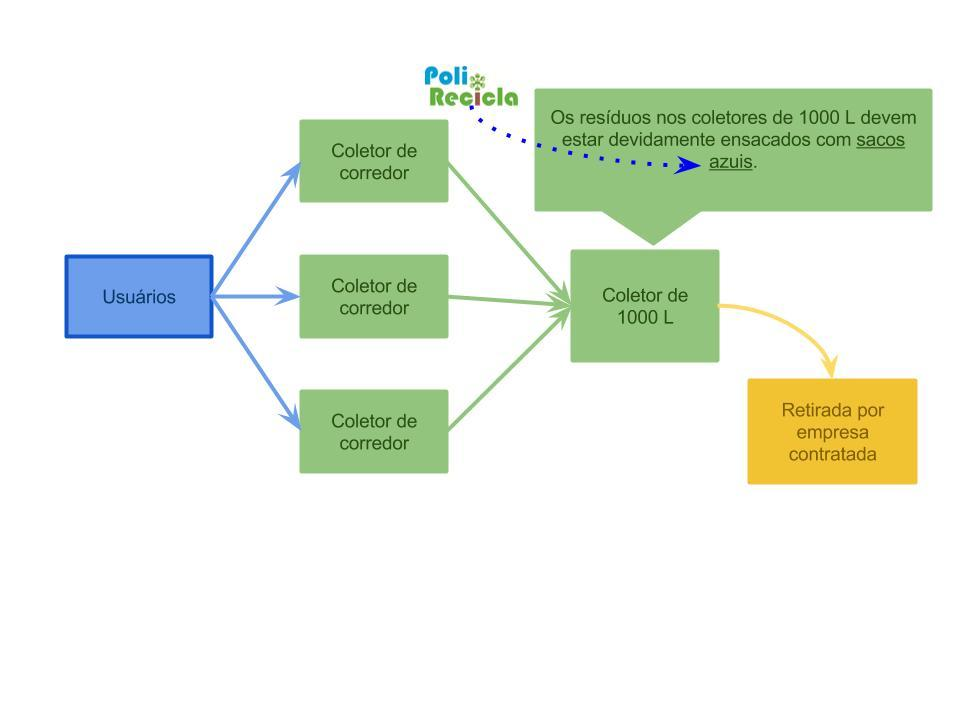 Poli
Recicla
Os resíduos nos coletores de 1000 L devem
estar devidamente ensacados com sacos
azuis.
Coletor de
corredor
Usuários
Coletor de
corredor
Coletor de
1000 L
Coletor de
corredor
Retirada por
empresa
contratada